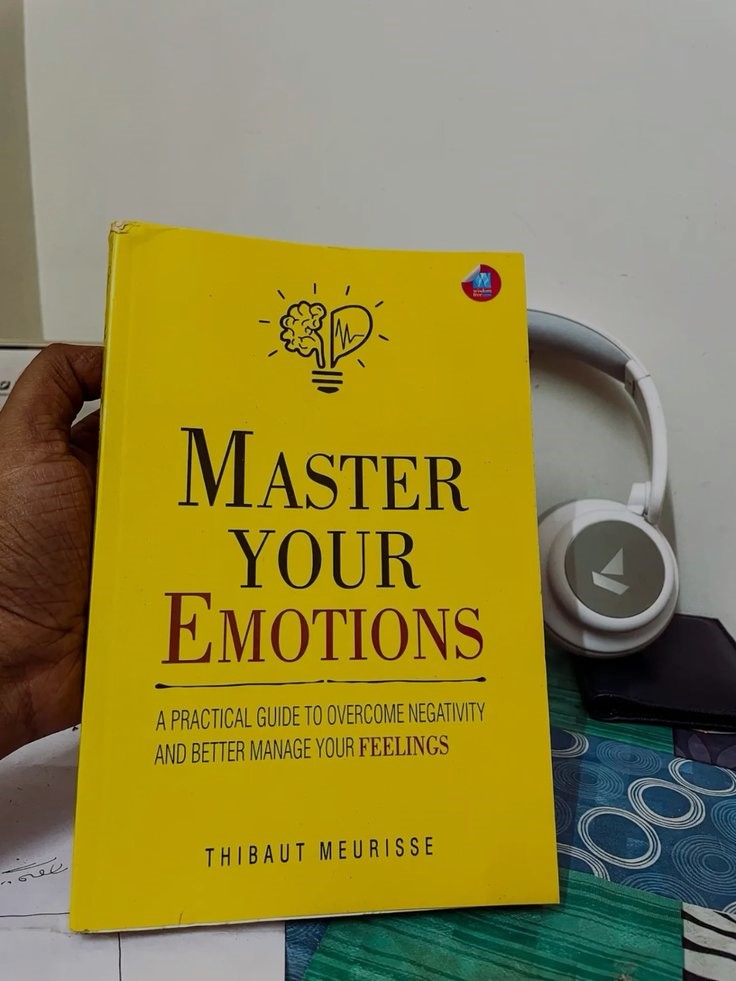 MASTER
YOUR
EMOTIONS
A PRACTICAL GUIDE TO OVERCOME NEGATIVITY
AND BETTER MANAGE YOUR FEELINGS
THIBAUT MEURISSE